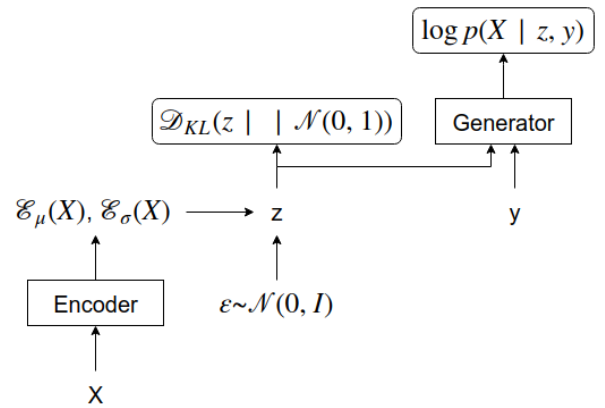 log p(X | z, y)
𝒟_KL(z | | 𝒩(0, 1))
Generator
ℰ_μ(X), ℰ_σ(X)
z
y
Encoder
ε~𝒩(0, I)
X